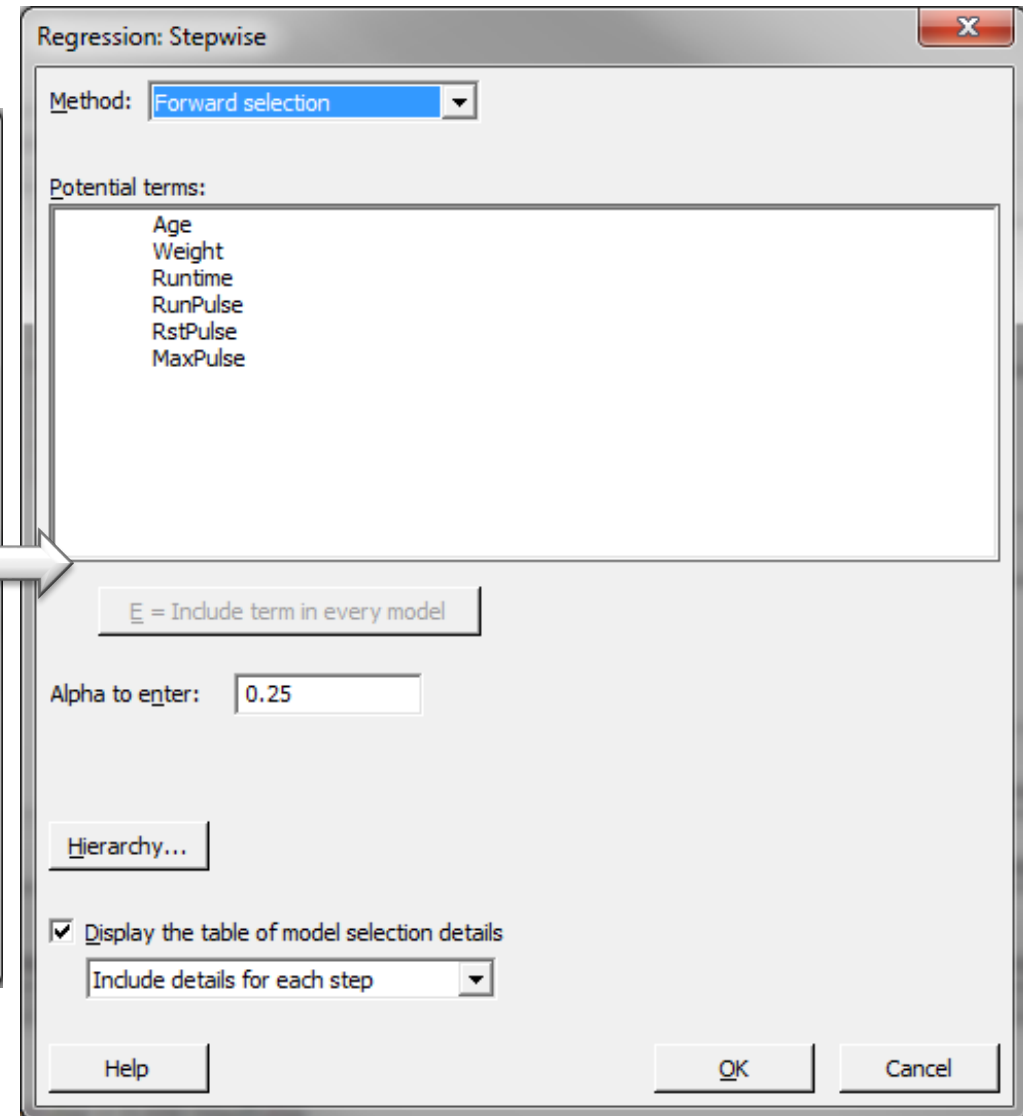 Regression: Stepwise
Method: Forward selection
Potential terms:
Age
Weight
Runtime
RunPulse
RstPulse
MaxPulse
E = Include term in every model
Alpha to enter: 0.25
Hierarchy...
Display the table of model selection details
Include details for each step
Help OK Cancel